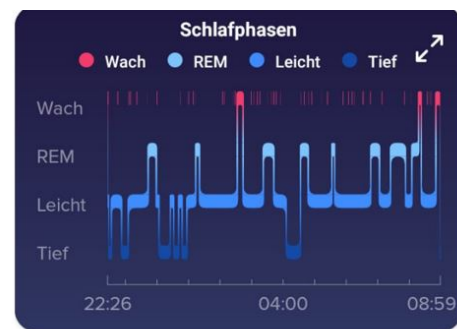 Schlafphasen
Wach REM Leicht Tief
Wach
REM
Leicht
Tief
22:26 04:00 08:59